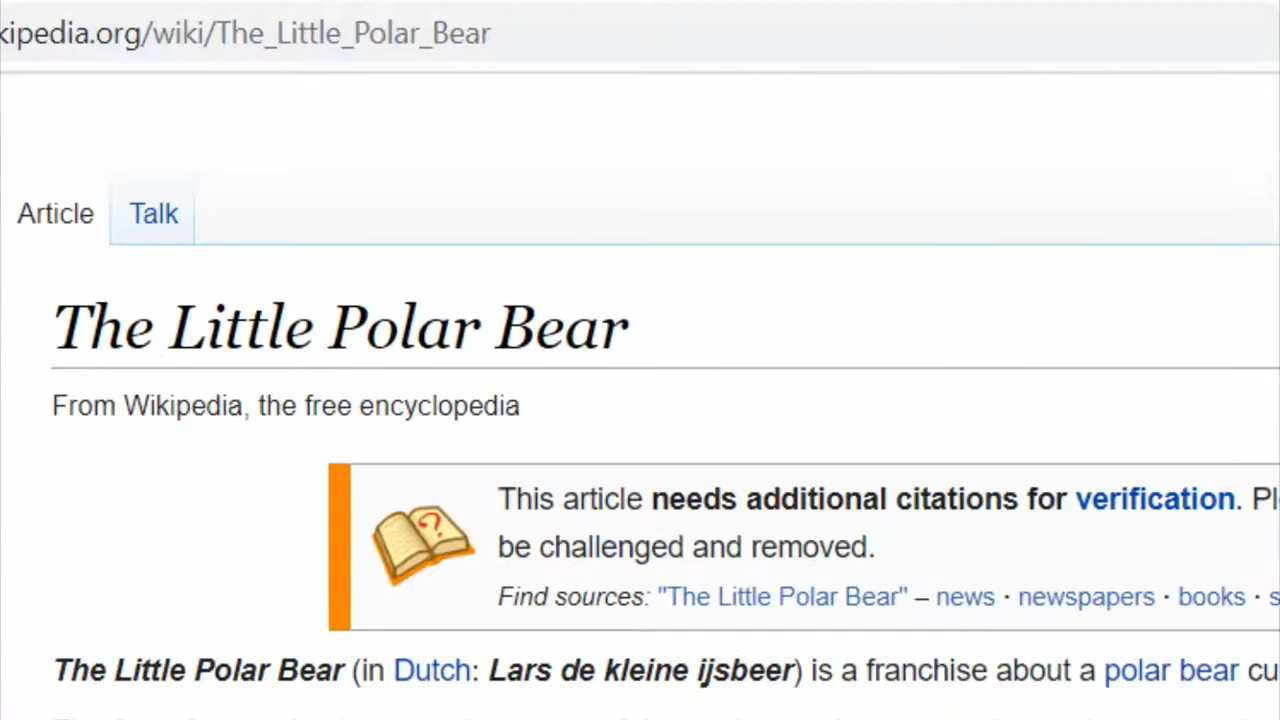 kipedia.org/wiki/The_Little_Polar_Bear
Article Talk
The Little Polar Bear
From Wikipedia, the free encyclopedia
This article needs additional citations for verification. Pl
be challenged and removed.
Find sources: "The Little Polar Bear" – news · newspapers · books · s
The Little Polar Bear (in Dutch: Lars de kleine ijsbeer) is a franchise about a polar bear cu